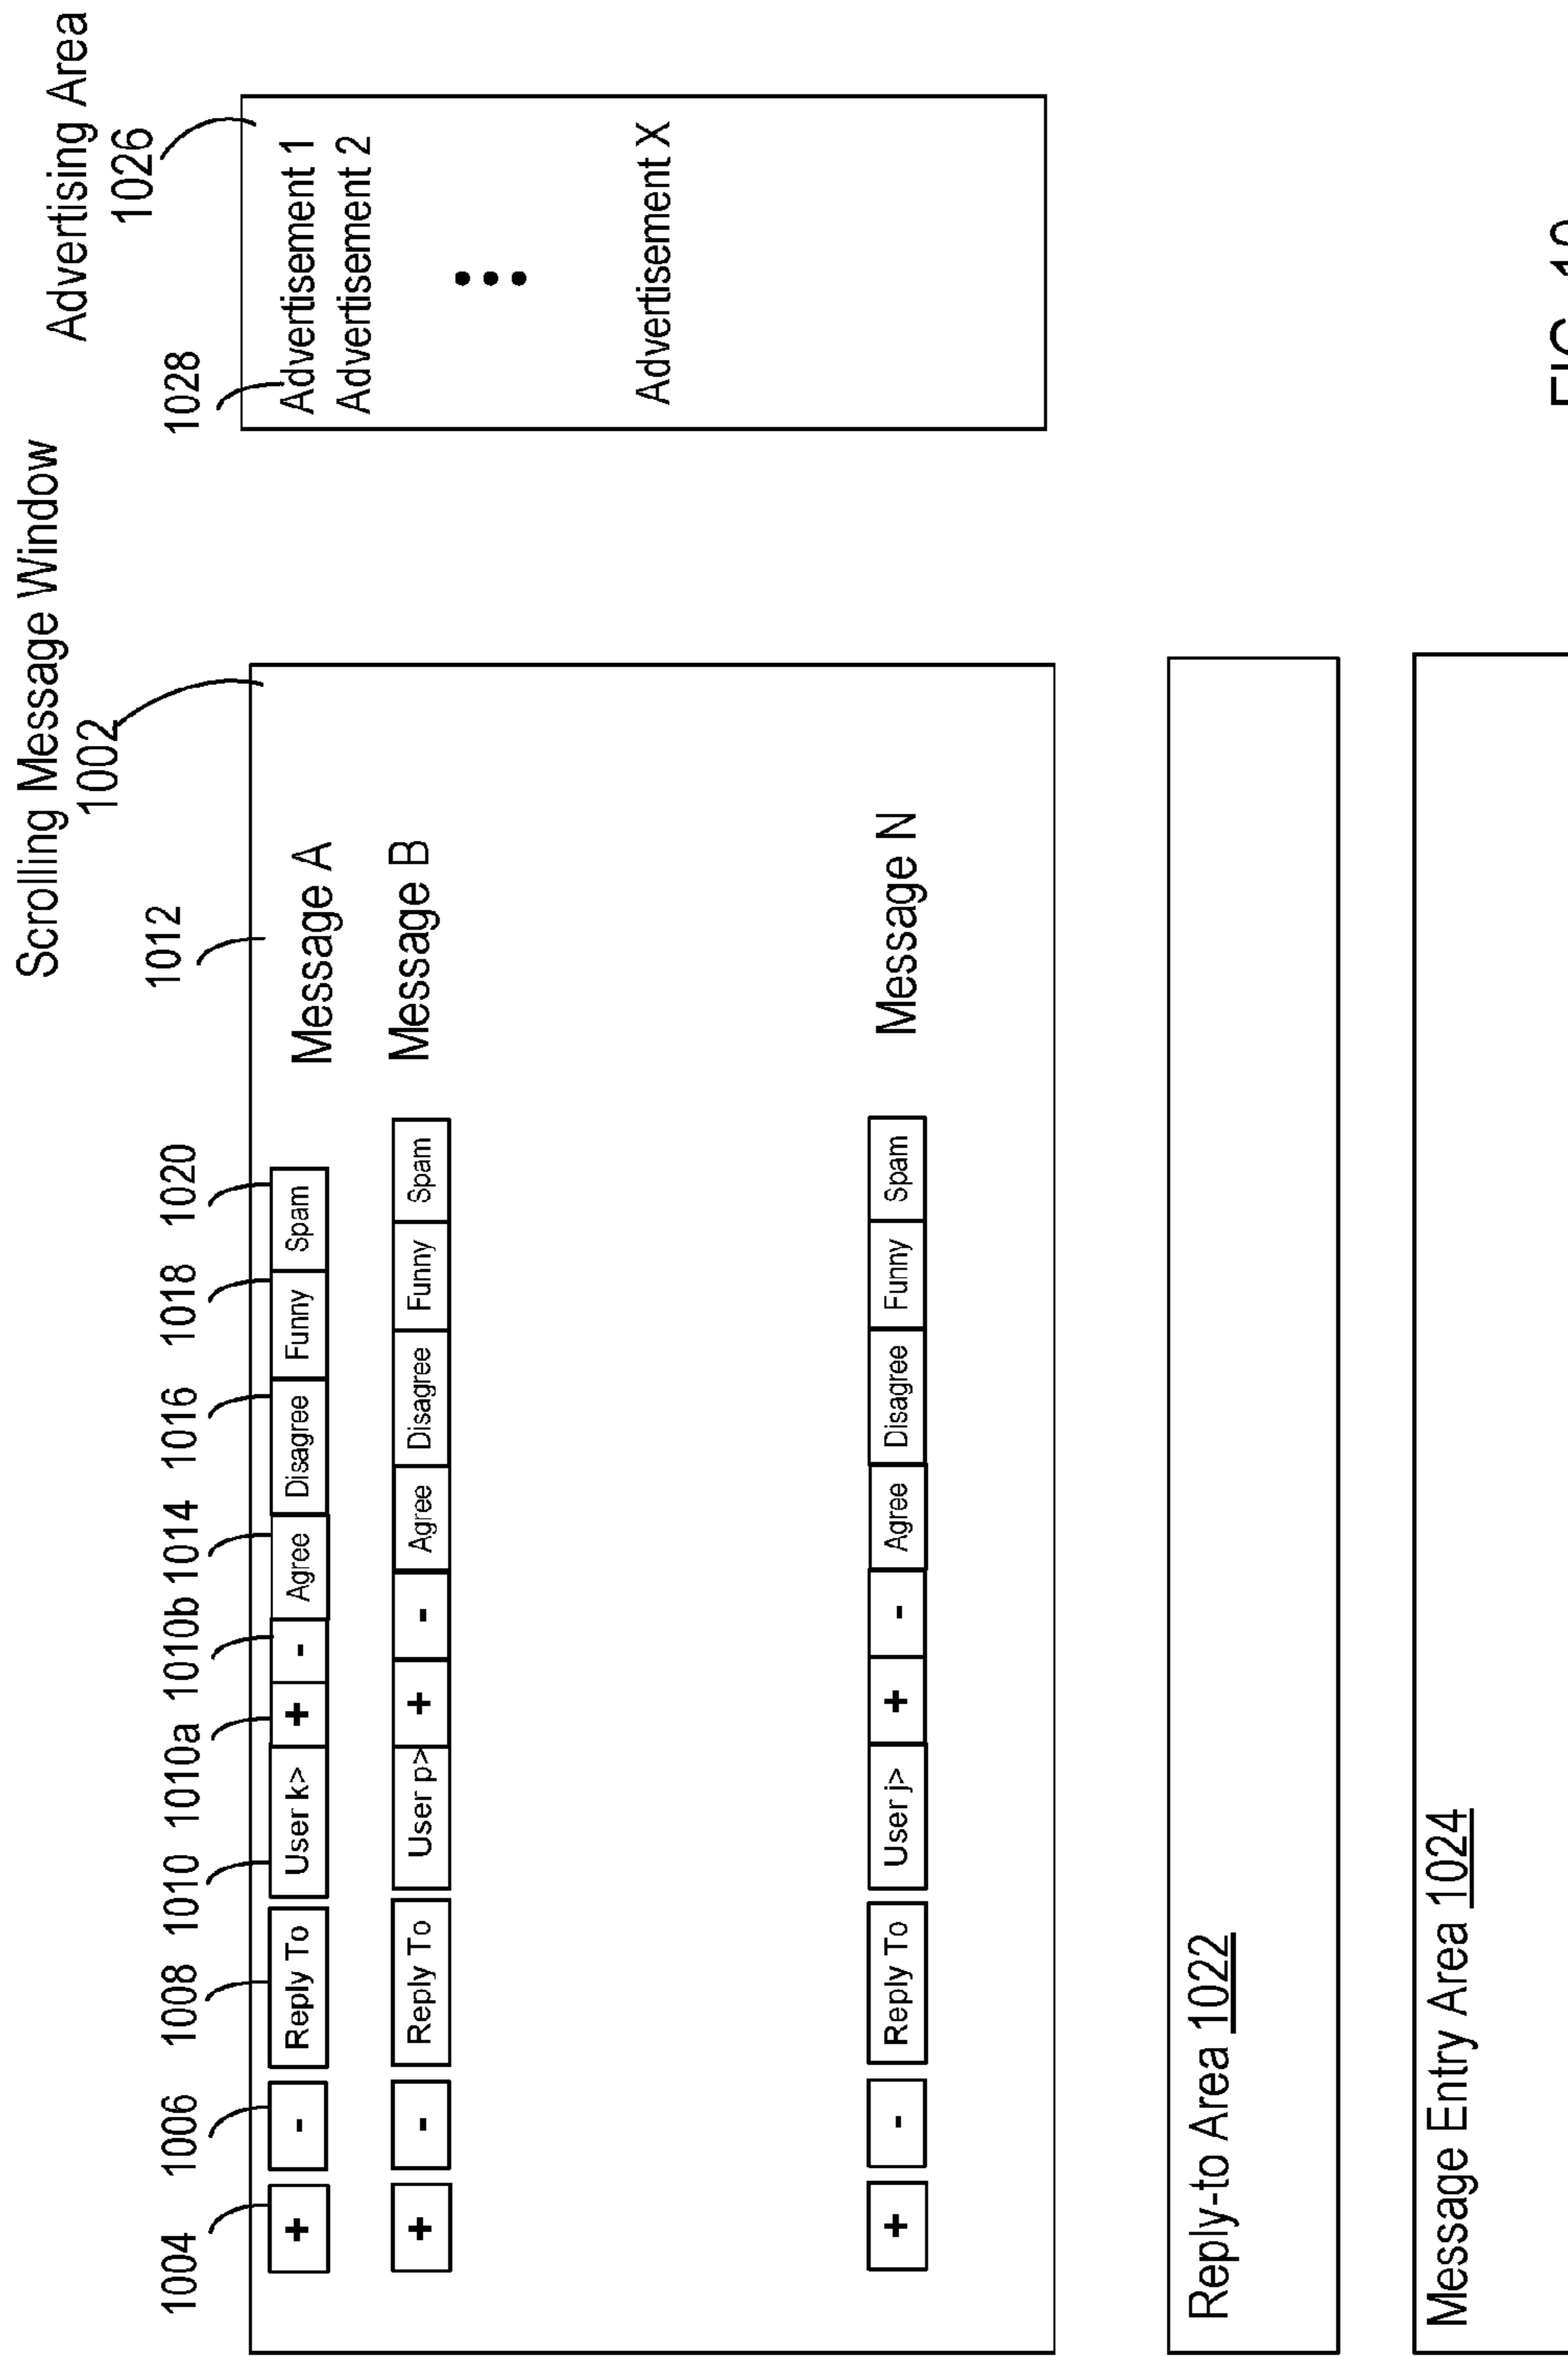 Scrolling Message Window
1002
Advertising Area
1026
1004 1006 1008 1010 1010a 1010b 1014 1016 1018 1020 1012
1028
+ - Reply To User k> + - Agree Disagree Funny Spam Message A
+ - Reply To User p> + - Agree Disagree Funny Spam Message B
+ - Reply To User j> + - Agree Disagree Funny Spam Message N
Advertisement 1
Advertisement 2
Advertisement X
Reply-to Area 1022
Message Entry Area 1024